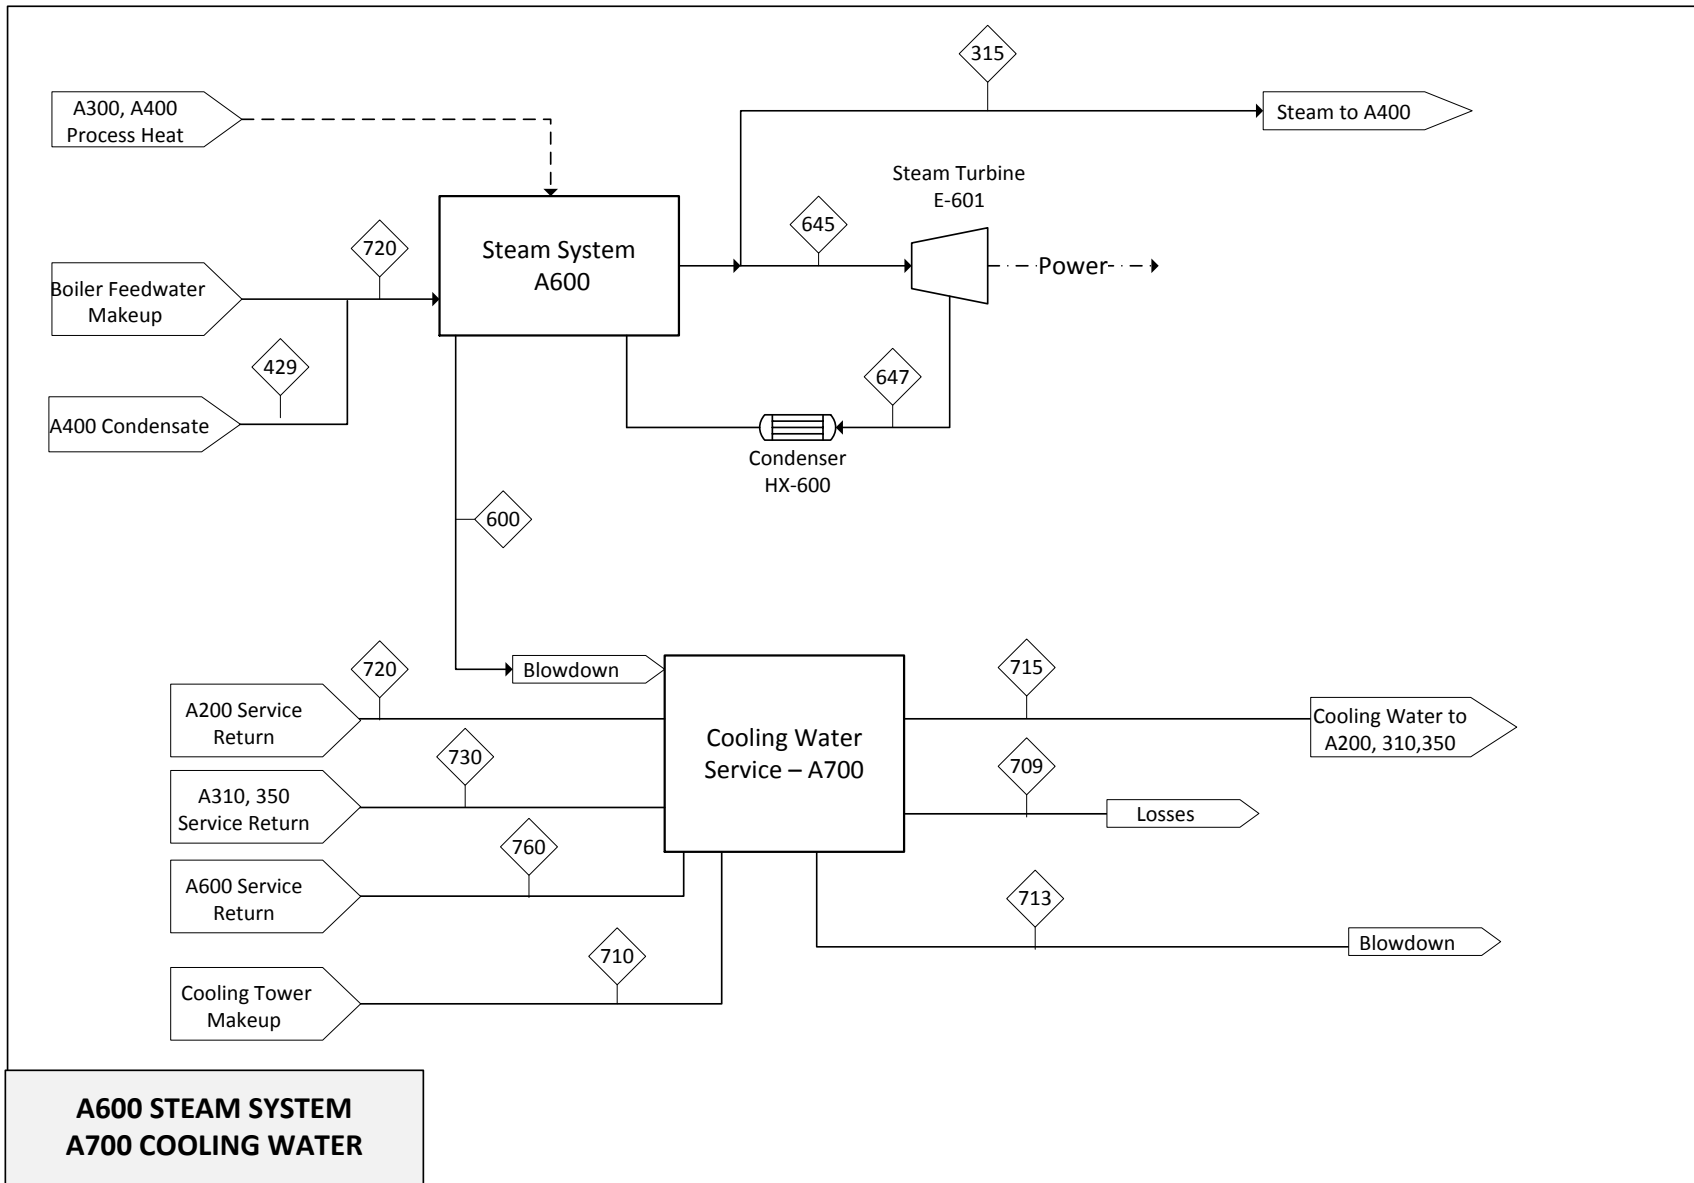 315
A300, A400
Process Heat
Steam to A400
Steam Turbine
E-601
645
720
Steam System
A600
Power
Boiler Feedwater
Makeup
429
647
A400 Condensate
Condenser
HX-600
600
720
Blowdown
715
A200 Service
Return
Cooling Water to
A200, 310,350
730
Cooling Water
Service – A700
709
A310, 350
Service Return
Losses
760
A600 Service
Return
713
710
Blowdown
Cooling Tower
Makeup
A600 STEAM SYSTEM
A700 COOLING WATER